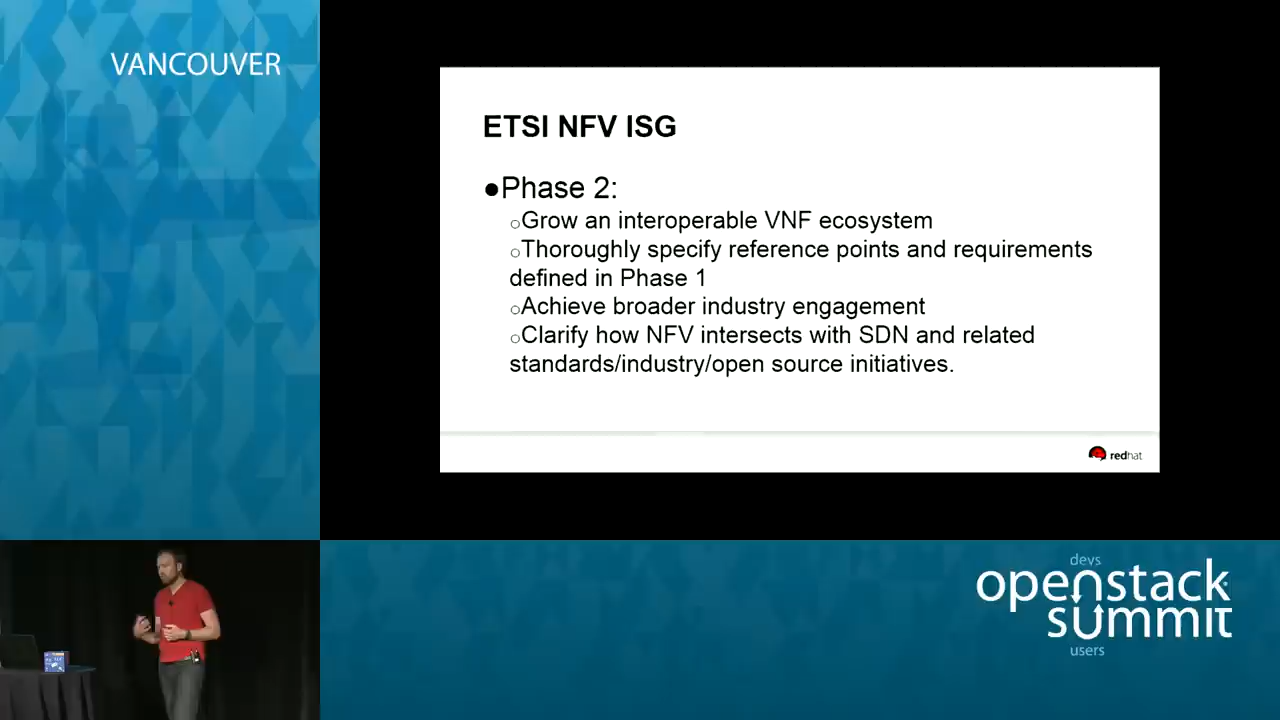 VANCOUVER
ETSI NFV ISG
●Phase 2:
○Grow an interoperable VNF ecosystem
○Thoroughly specify reference points and requirements
defined in Phase 1
○Achieve broader industry engagement
○Clarify how NFV intersects with SDN and related
standards/industry/open source initiatives.
redhat
devs
openstack
summit
users